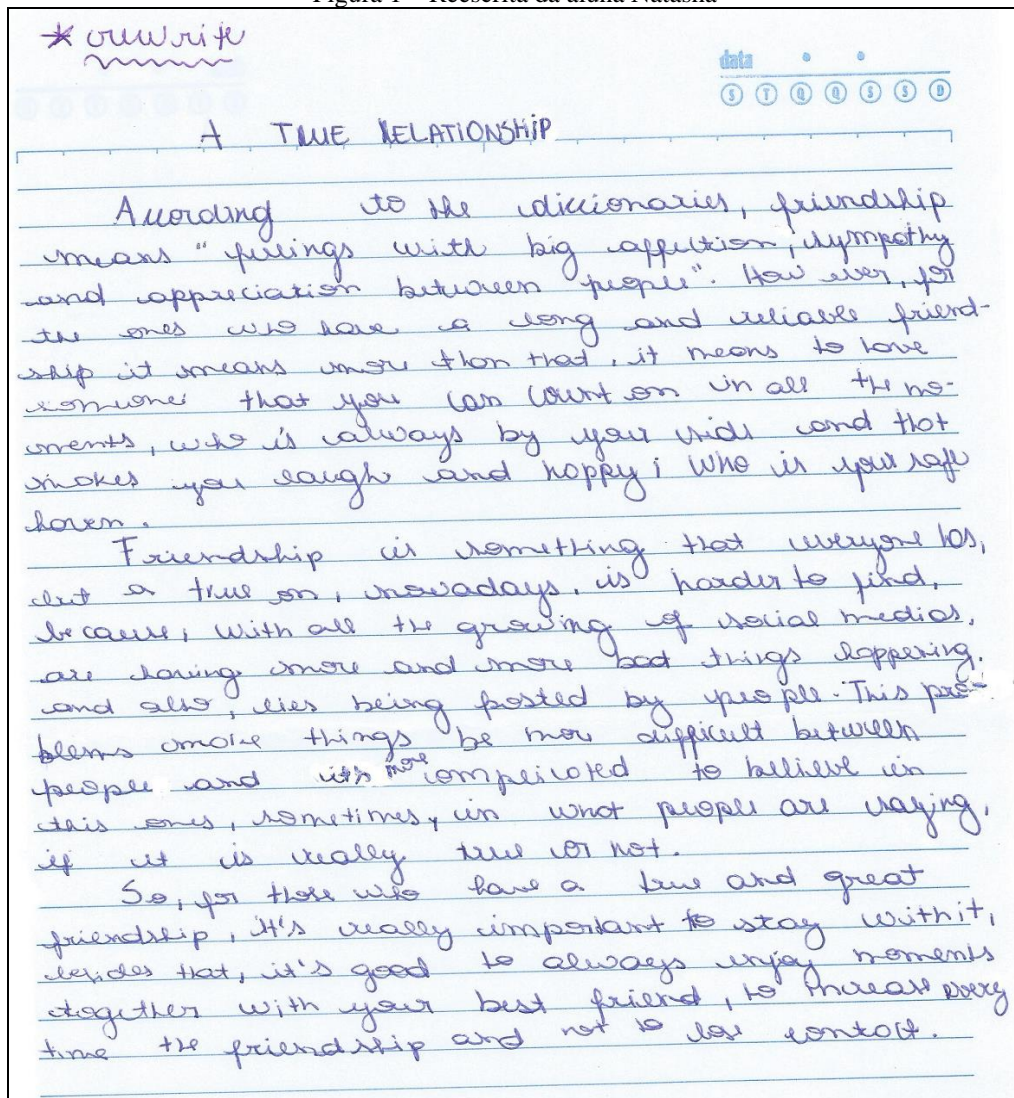 Figura 1 – Reescrita da aluna Natasha
* rewrite
data
S T Q Q S S D
A TRUE RELATIONSHIP
According to the diccionaries, friendship
means "feelings with big affection, sympathy
and appreciation between people". How ever, for
the ones who have a long and reliable friend-
ship it means more than that, it means to love
someone that you can count on in all the mo-
ments, who is always by your side and that
makes you laugh and happy; who is your safe
haven.
Friendship is something that everyone has,
but a true on, nowadays, is harder to find,
because, with all the growing of social medias,
are having more and more bad things happening,
and also, lies being posted by people. This pro-
blems make things be more difficult between
people and more complicated to bellieve in
this ones, sometimes, in what people are saying,
if it is really true or not.
So, for those who have a true and great
friendship, it's really important to stay with it,
besides that, it's good to always enjoy moments
together with your best friend, to increase every
time the friendship and not to lose contact.